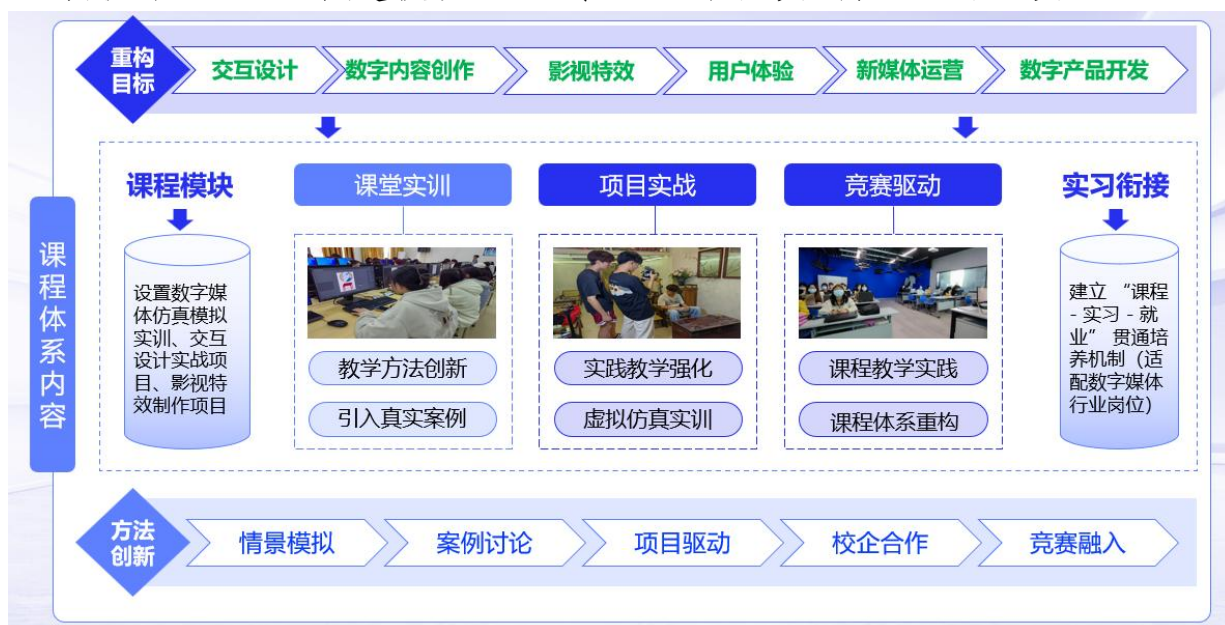 重构
目标
交互设计
数字内容创作
影视特效
用户体验
新媒体运营
数字产品开发
课程体系内容
课程模块
设置数字媒
体仿真模拟
实训、交互
设计实战项
目、影视特
效制作项目
课堂实训
教学方法创新
引入真实案例
项目实战
实践教学强化
虚拟仿真实训
竞赛驱动
课程教学实践
课程体系重构
实习衔接
建立 “课程
- 实习 - 就
业” 贯通培
养机制（适
配数字媒体
行业岗位）
方法
创新
情景模拟
案例讨论
项目驱动
校企合作
竞赛融入